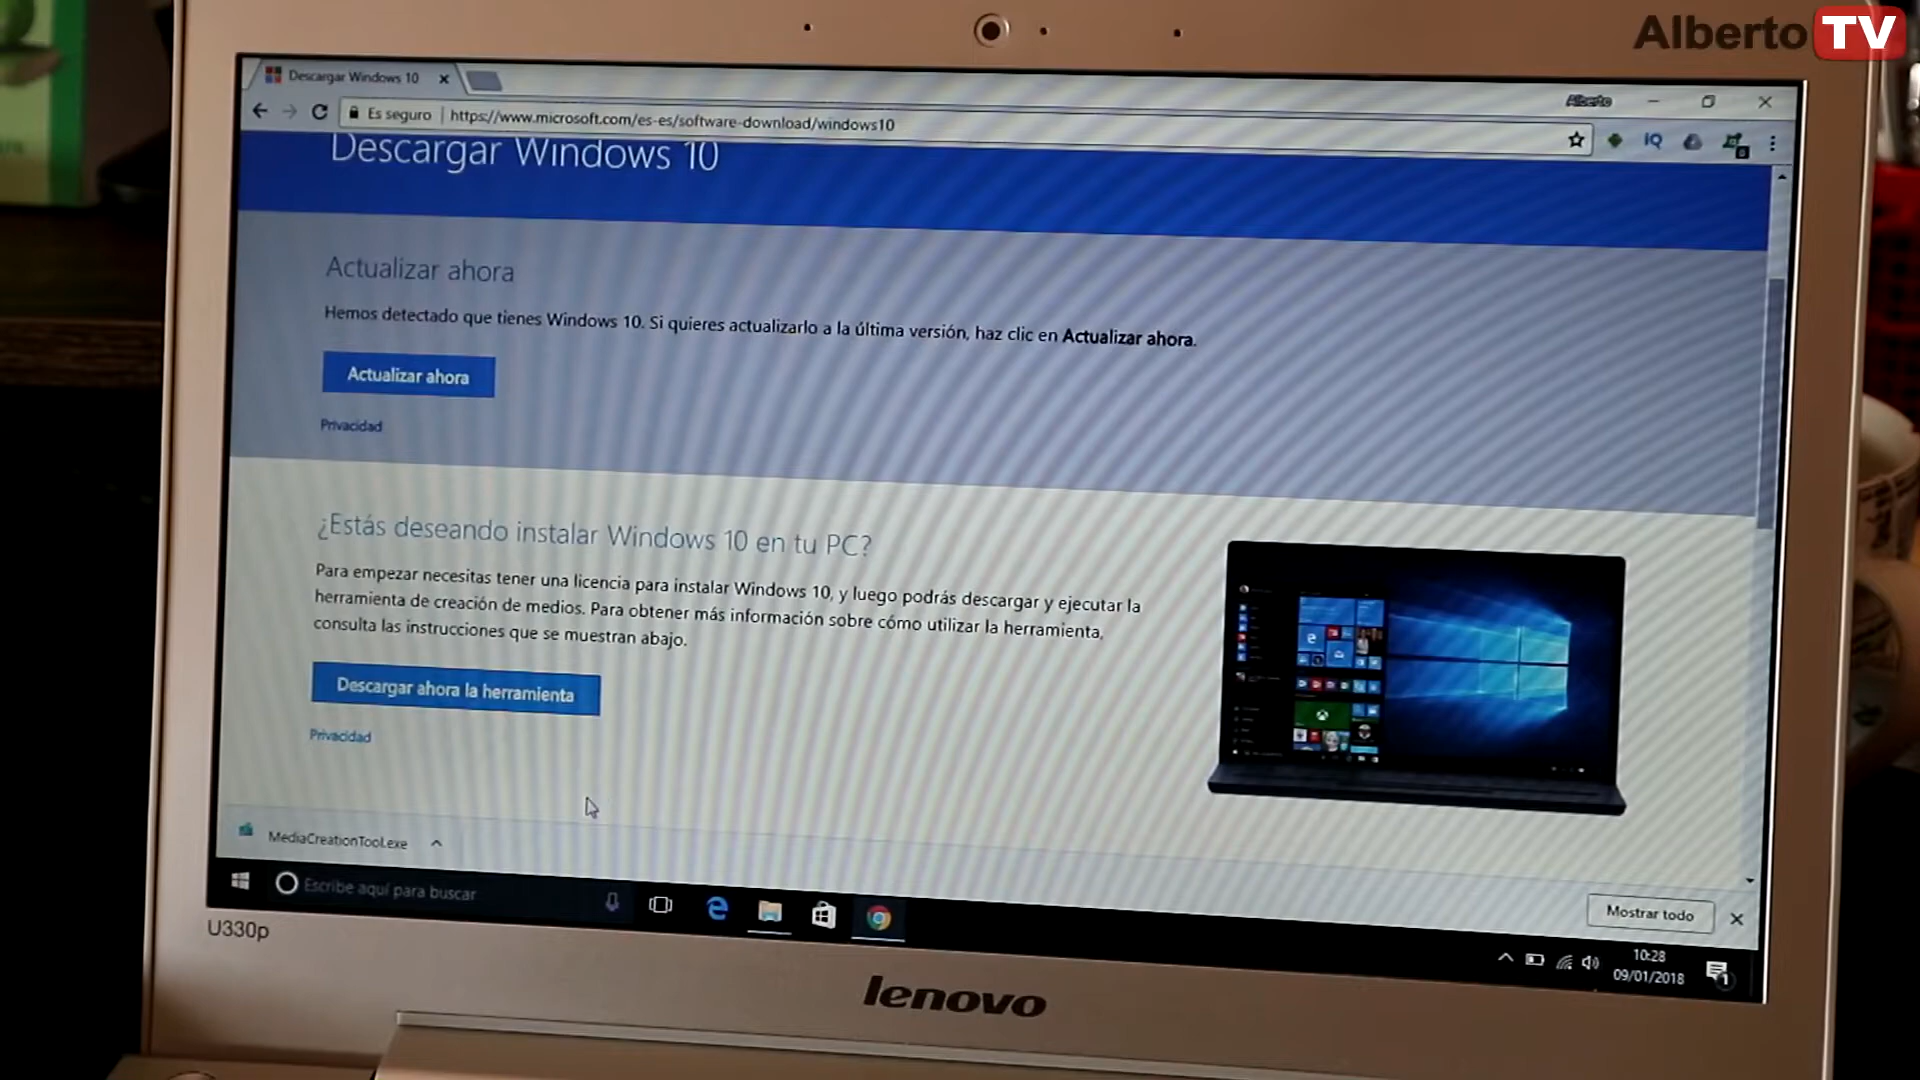 Alberto TV
Descargar Windows 10
Alberto
Es seguro https://www.microsoft.com/es-es/software-download/windows10
IQ
Descargar Windows 10
Actualizar ahora
Hemos detectado que tienes Windows 10. Si quieres actualizarlo a la última versión, haz clic en Actualizar ahora.
Actualizar ahora
Privacidad
¿Estás deseando instalar Windows 10 en tu PC?
Para empezar necesitas tener una licencia para instalar Windows 10, y luego podrás descargar y ejecutar la
herramienta de creación de medios. Para obtener más información sobre cómo utilizar la herramienta,
consulta las instrucciones que se muestran abajo.
Descargar ahora la herramienta
Privacidad
MediaCreationTool.exe
Mostrar todo
Escribe aquí para buscar
10:28
09/01/2018
1
U330p
lenovo